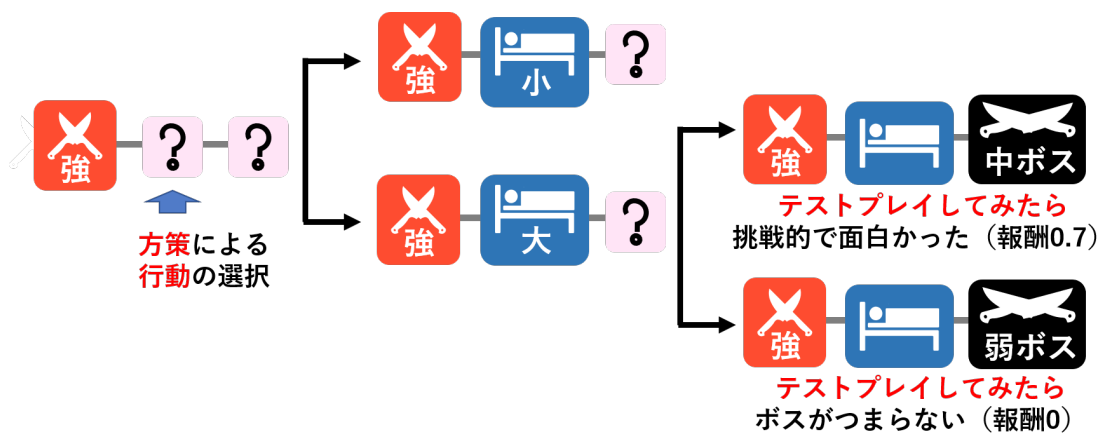 強
?
?
方策による
行動の選択
強
小
?
強
大
?
強
中ボス
テストプレイしてみたら
挑戦的で面白かった（報酬0.7）
強
弱ボス
テストプレイしてみたら
ボスがつまらない（報酬0）